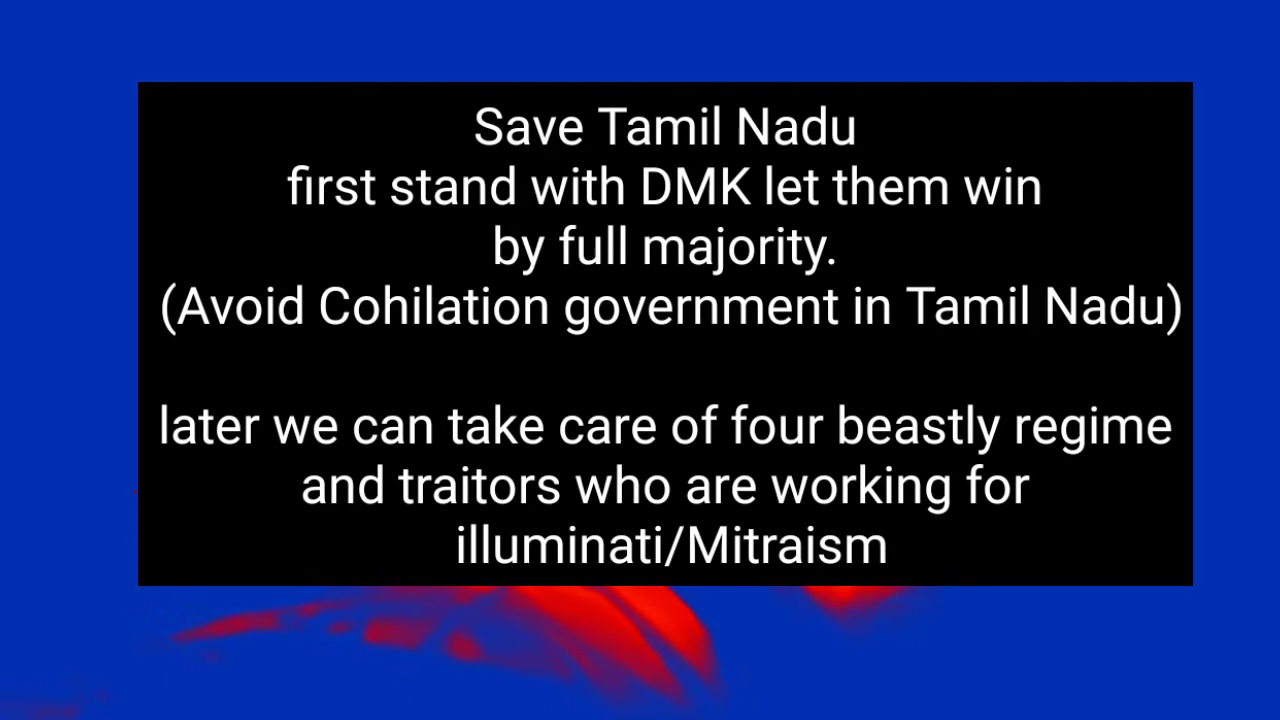 Save Tamil Nadu
first stand with DMK let them win
by full majority.
(Avoid Cohilation government in Tamil Nadu)
later we can take care of four beastly regime
and traitors who are working for
illuminati/Mitraism